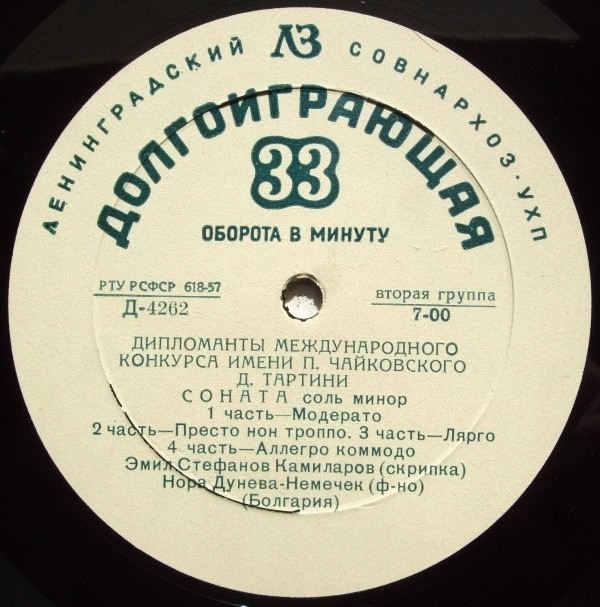 ЛЕНИНГРАДСКИЙ ЛЗ СОВНАРХОЗ·УХП
ДОЛГОИГРАЮЩАЯ
33
ОБОРОТА В МИНУТУ
РТУ РСФСР 618-57
Д-4262
вторая группа
7-00
ДИПЛОМАНТЫ МЕЖДУНАРОДНОГО
КОНКУРСА ИМЕНИ П. ЧАЙКОВСКОГО
Д. ТАРТИНИ
СОНАТА соль минор
1 часть—Модерато
2 часть—Престо нон троппо. 3 часть—Лярго
4 часть—Аллегро коммодо
Эмил Стефанов Камиларов (скрипка)
Нора Дунева-Немечек (ф-но)
(Болгария)